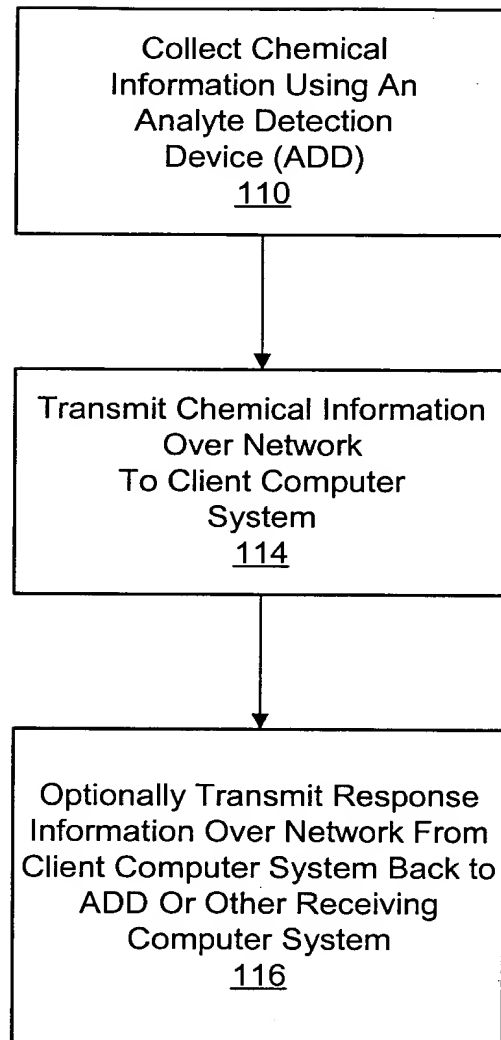 Collect Chemical
Information Using An
Analyte Detection
Device (ADD)
110
Transmit Chemical Information
Over Network
To Client Computer
System
114
Optionally Transmit Response
Information Over Network From
Client Computer System Back to
ADD Or Other Receiving
Computer System
116